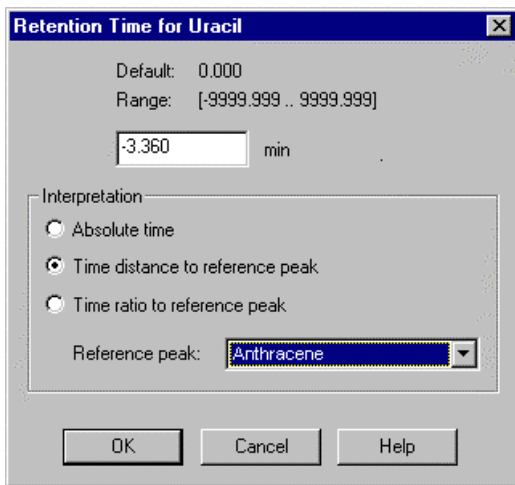 Retention Time for Uracil
Default: 0.000
Range: [-9999.999 .. 9999.999]
-3.360 min
Interpretation
Absolute time
Time distance to reference peak
Time ratio to reference peak
Reference peak: Anthracene
OK Cancel Help